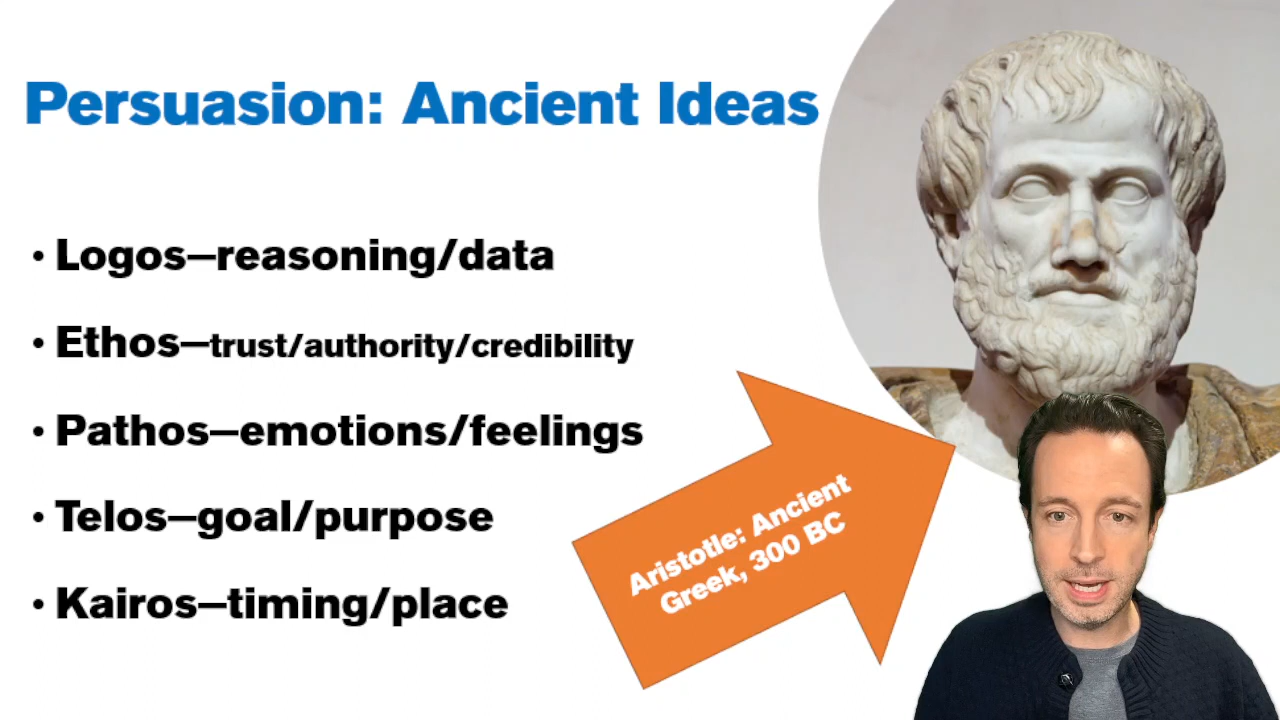 Persuasion: Ancient Ideas
• Logos—reasoning/data
• Ethos—trust/authority/credibility
• Pathos—emotions/feelings
• Telos—goal/purpose
• Kairos—timing/place
Aristotle: Ancient
Greek, 300 BC